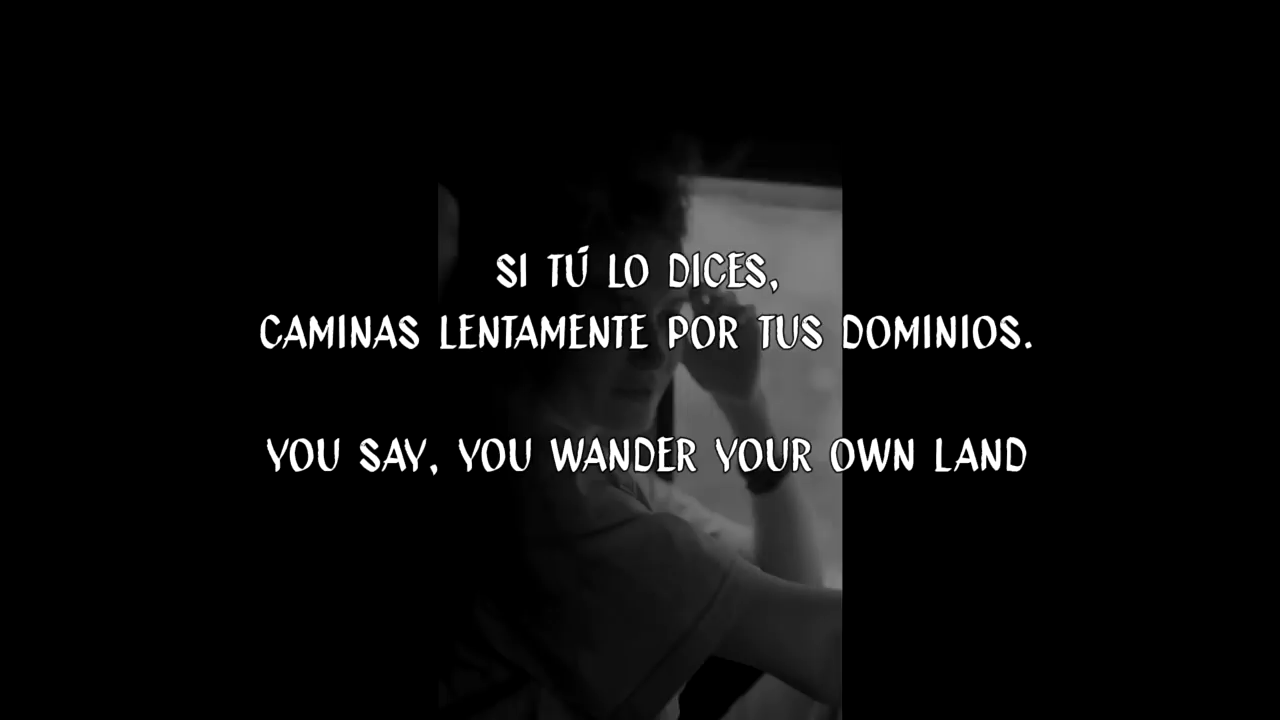 SI TÚ LO DICES,
CAMINAS LENTAMENTE POR TUS DOMINIOS.
YOU SAY, YOU WANDER YOUR OWN LAND